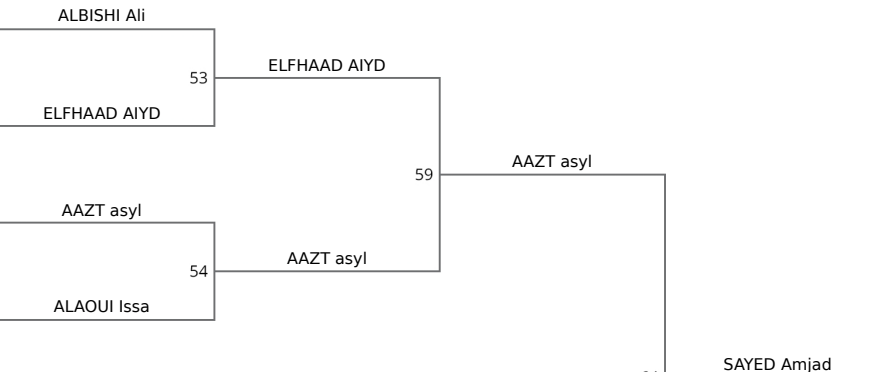 ALBISHI Ali
53
ELFHAAD AIYD
ELFHAAD AIYD
59
AAZT asyl
AAZT asyl
54
AAZT asyl
ALAOUI Issa
SAYED Amjad